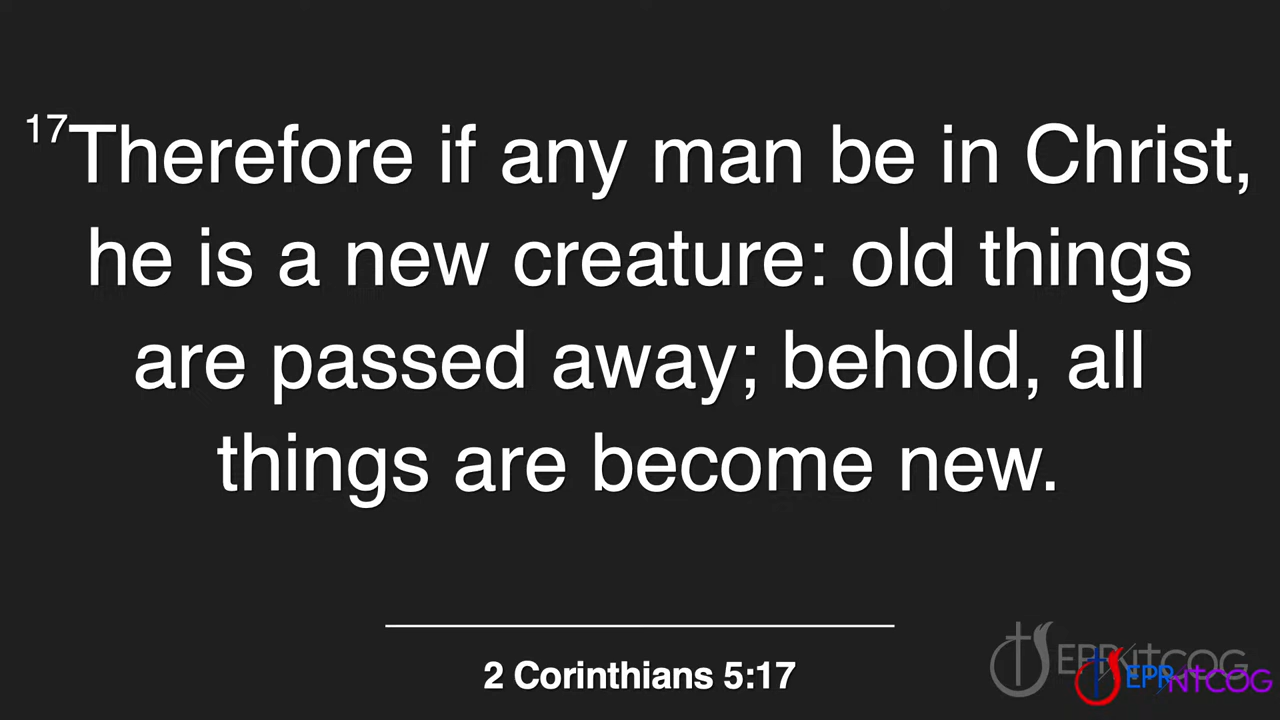 17Therefore if any man be in Christ,
he is a new creature: old things
are passed away; behold, all
things are become new.
2 Corinthians 5:17
NTCOG